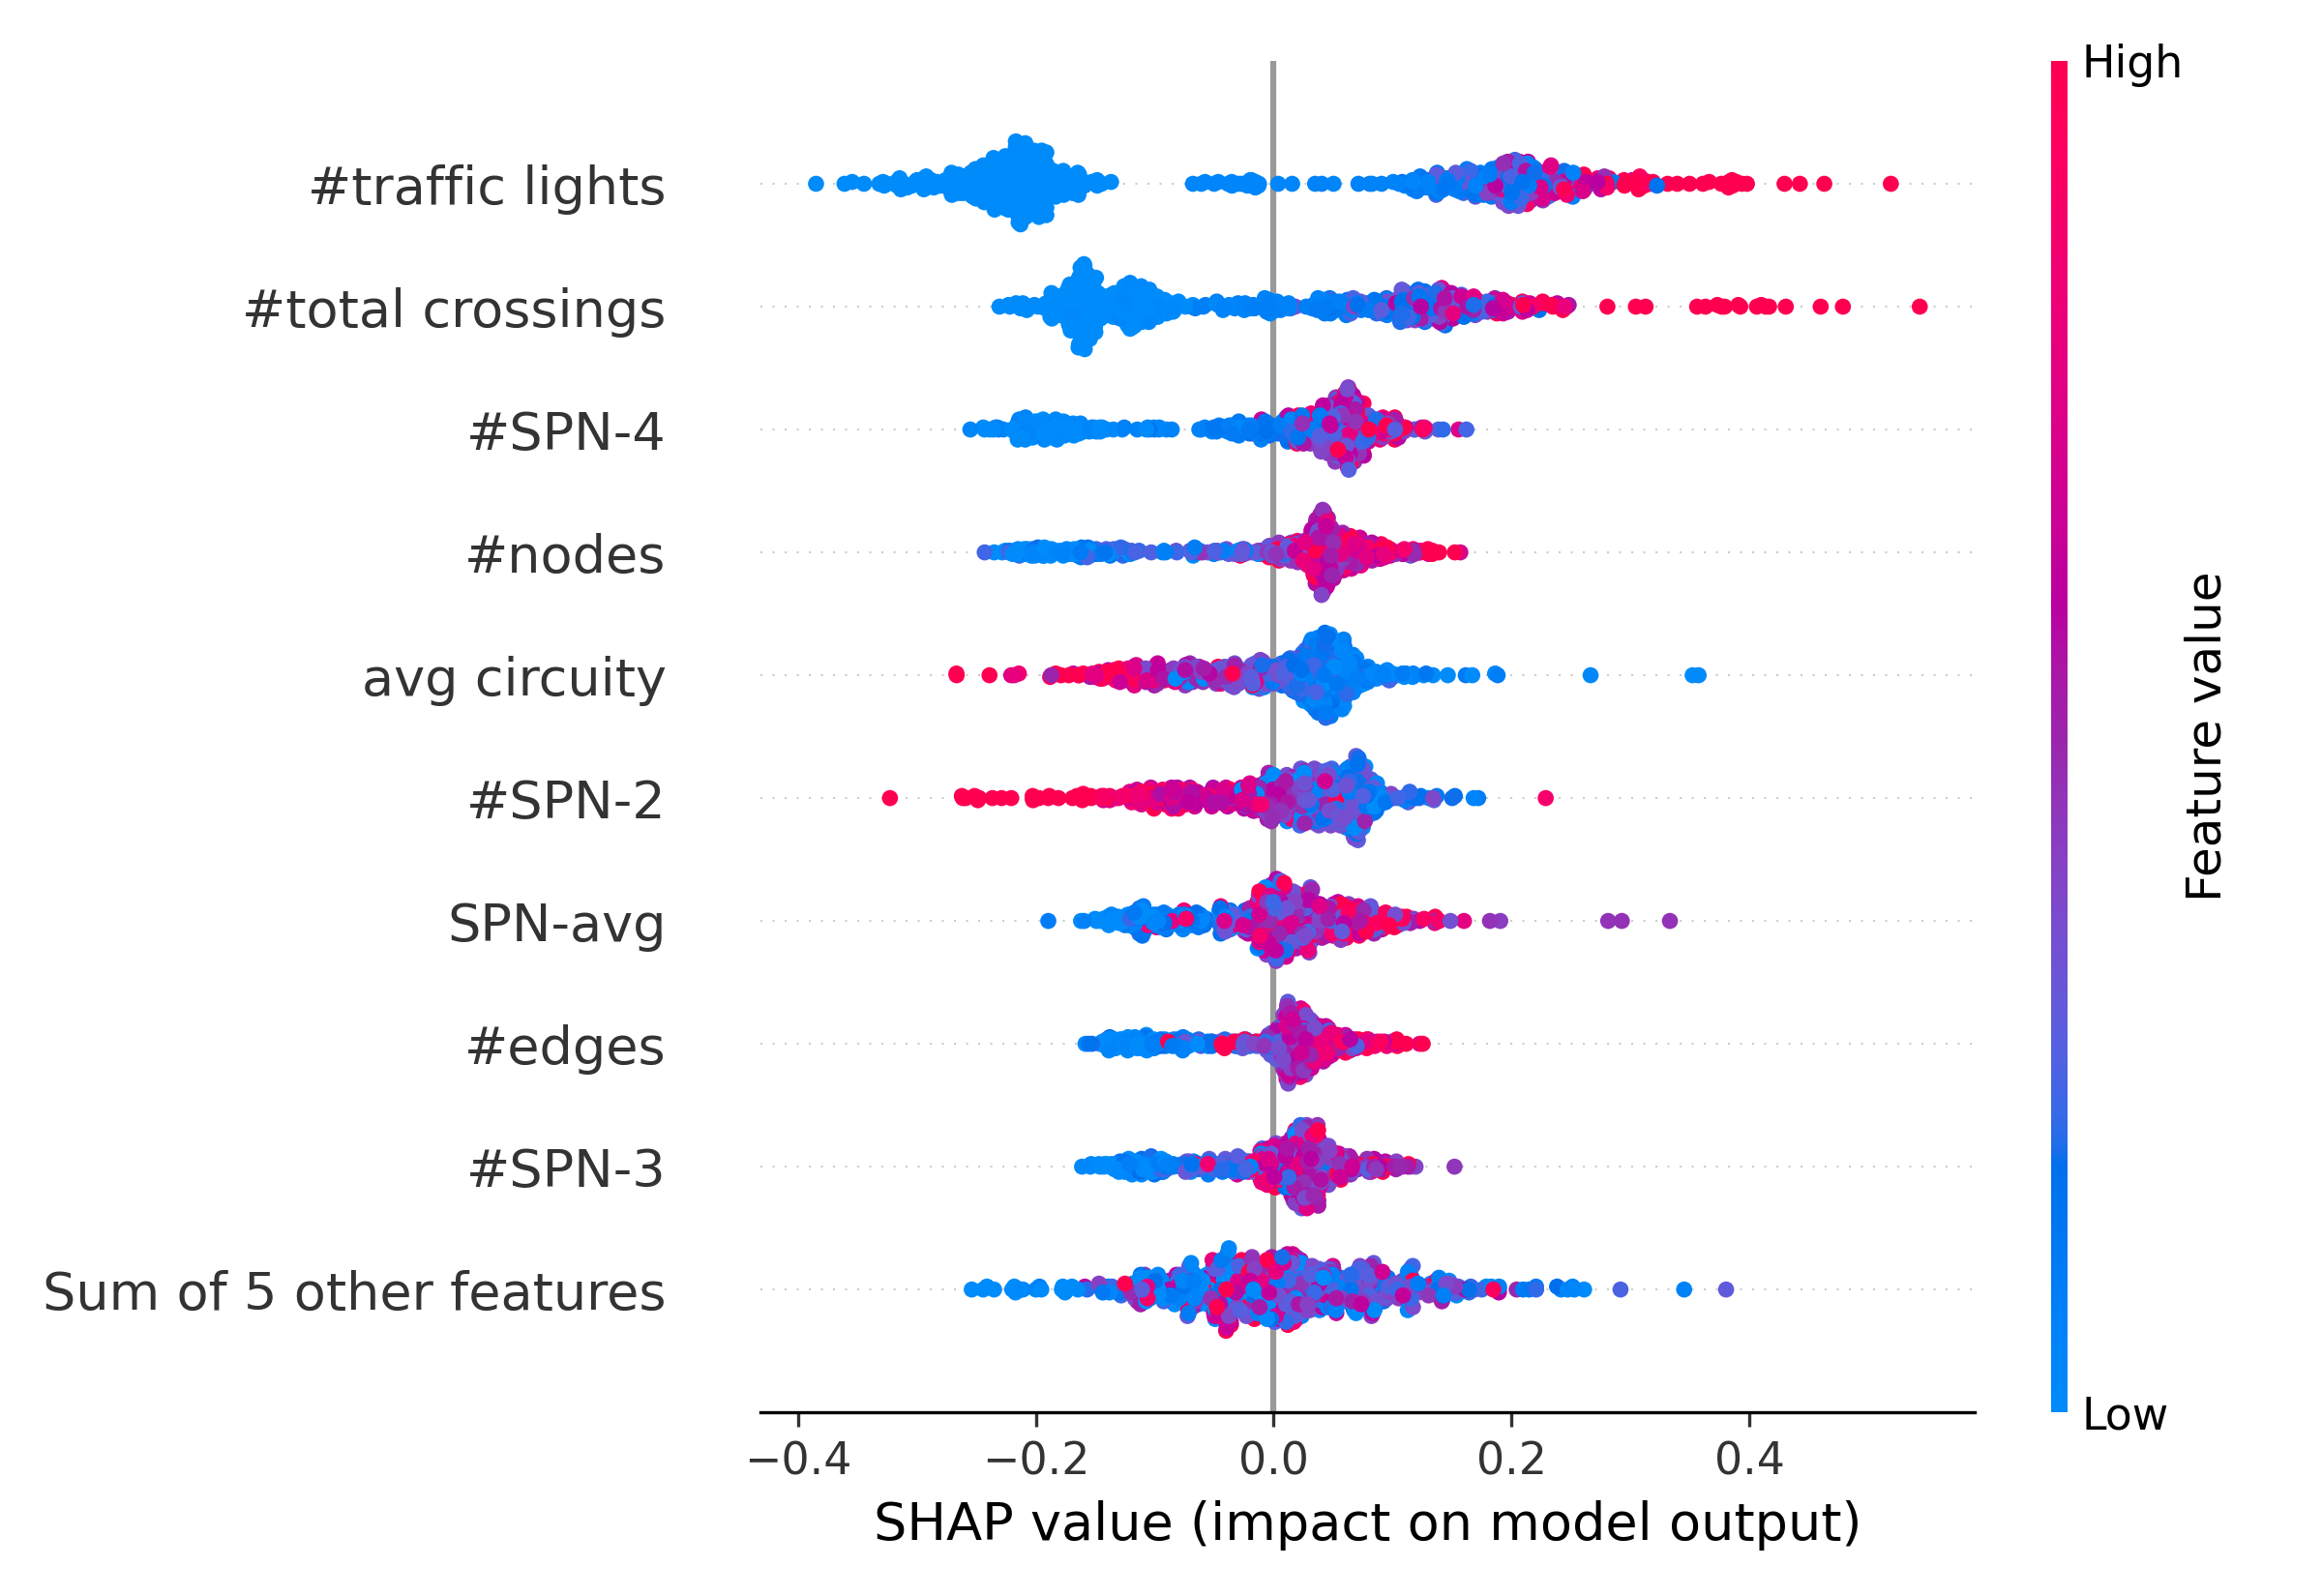 High
#traffic lights
#total crossings
#SPN-4
#nodes
avg circuity
#SPN-2
SPN-avg
#edges
#SPN-3
Sum of 5 other features
Feature value
Low
−0.4 −0.2 0.0 0.2 0.4
SHAP value (impact on model output)